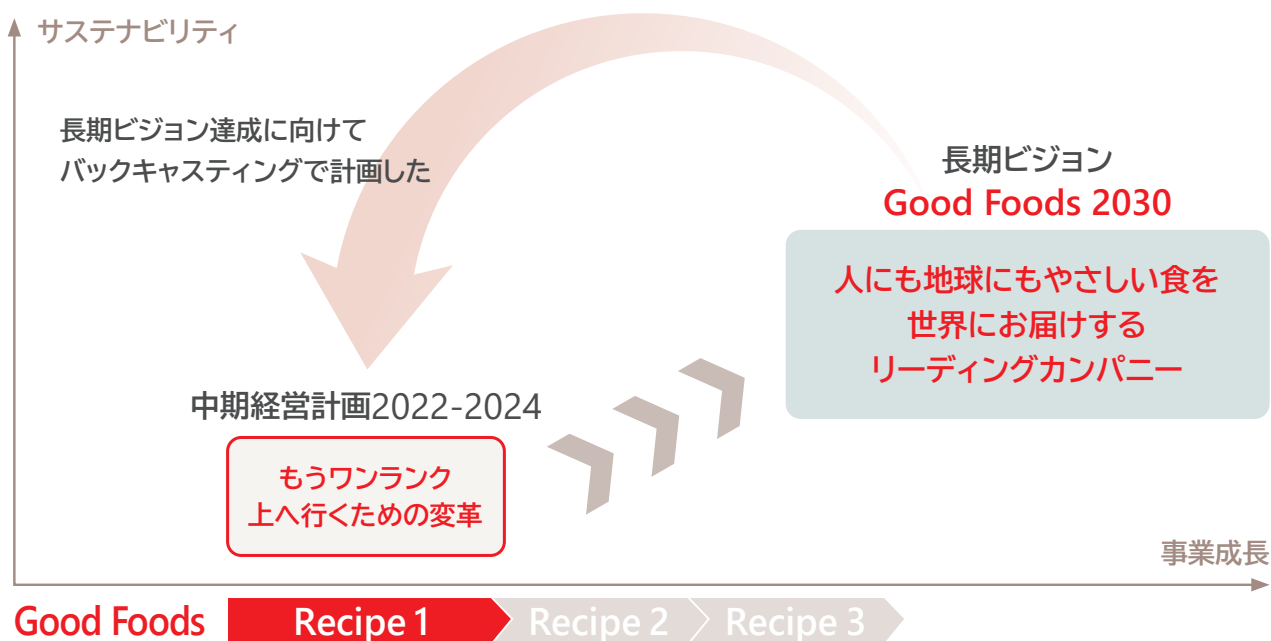 サステナビリティ
長期ビジョン達成に向けて
バックキャスティングで計画した
長期ビジョン
Good Foods 2030
人にも地球にもやさしい食を
世界にお届けする
リーディングカンパニー
中期経営計画2022-2024
もうワンランク
上へ行くための変革
事業成長
Good Foods Recipe 1 Recipe 2 Recipe 3